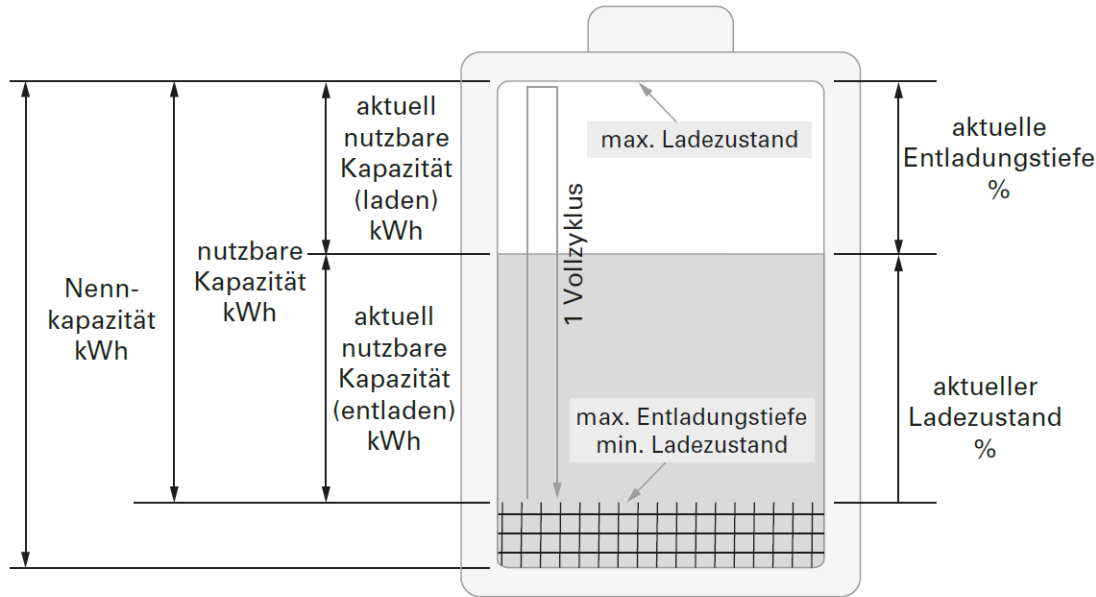 Nenn-
kapazität
kWh
nutzbare
Kapazität
kWh
aktuell
nutzbare
Kapazität
(laden)
kWh
aktuell
nutzbare
Kapazität
(entladen)
kWh
1 Vollzyklus
max. Ladezustand
max. Entladungstiefe
min. Ladezustand
aktuelle
Entladungstiefe
%
aktueller
Ladezustand
%